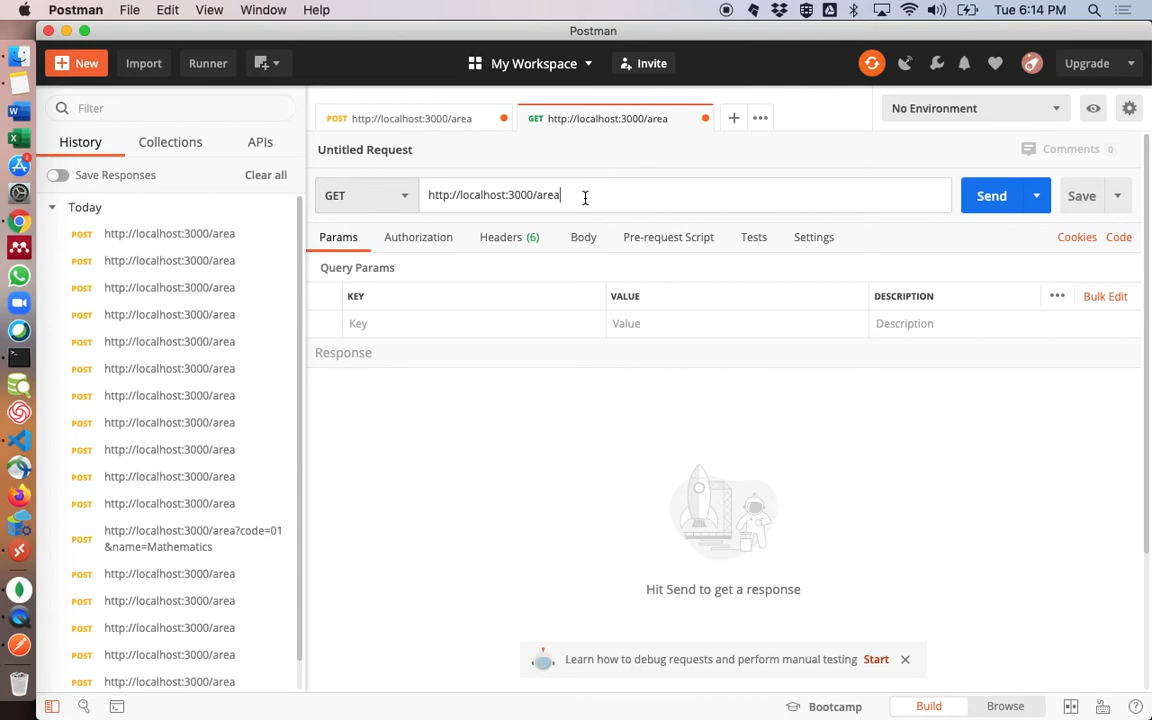 Postman File Edit View Window Help Tue 6:14 PM
Postman
New Import Runner My Workspace Invite Upgrade
Filter
History Collections APIs
Save Responses Clear all
Today
POST http://localhost:3000/area
POST http://localhost:3000/area
POST http://localhost:3000/area
POST http://localhost:3000/area
POST http://localhost:3000/area
POST http://localhost:3000/area
POST http://localhost:3000/area
POST http://localhost:3000/area
POST http://localhost:3000/area
POST http://localhost:3000/area
POST http://localhost:3000/area
POST http://localhost:3000/area?code=01
&name=Mathematics
POST http://localhost:3000/area
POST http://localhost:3000/area
POST http://localhost:3000/area
POST http://localhost:3000/area
POST http://localhost:3000/area
POST http://localhost:3000/area GET http://localhost:3000/area No Environment
Untitled Request Comments 0
GET http://localhost:3000/area Send Save
Params Authorization Headers (6) Body Pre-request Script Tests Settings Cookies Code
Query Params
KEY VALUE DESCRIPTION Bulk Edit
Key Value Description
Response
Hit Send to get a response
Learn how to debug requests and perform manual testing Start
Bootcamp Build Browse